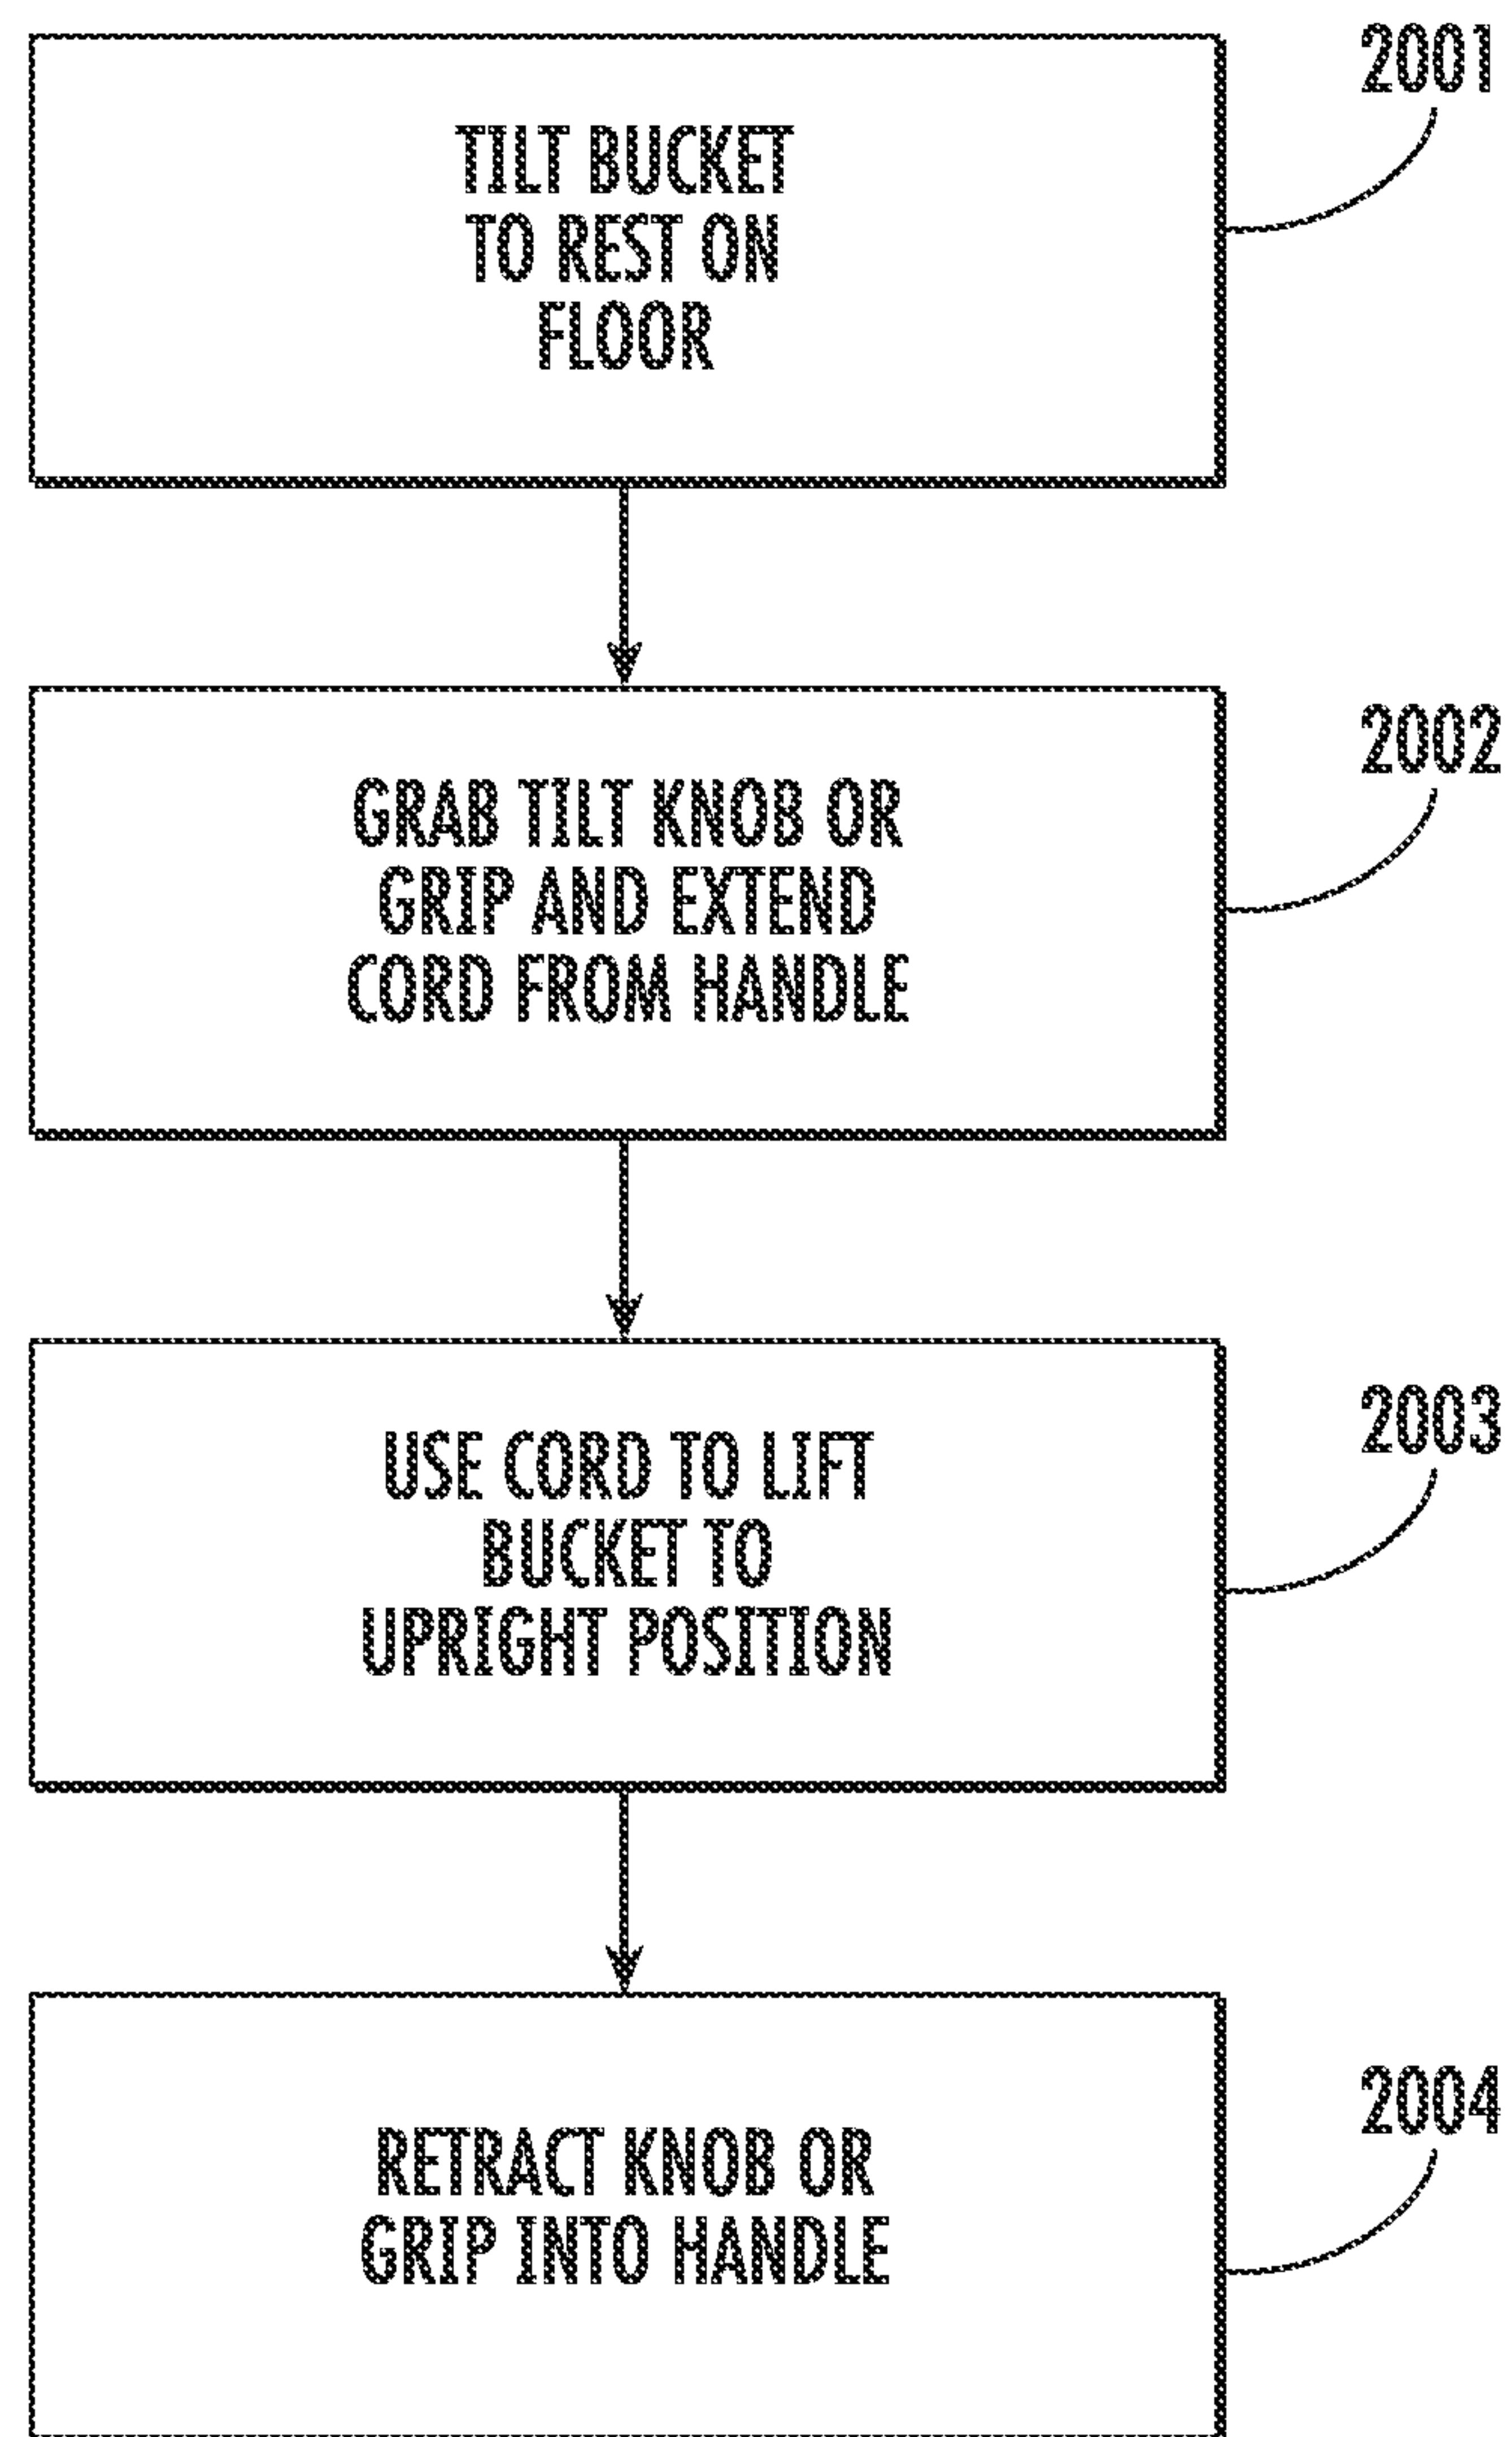 2001
TILT BUCKET
TO REST ON
FLOOR
2002
GRAB TILT KNOB OR
GRIP AND EXTEND
CORD FROM HANDLE
2003
USE CORD TO LIFT
BUCKET TO
UPRIGHT POSITION
2004
RETRACT KNOB OR
GRIP INTO HANDLE